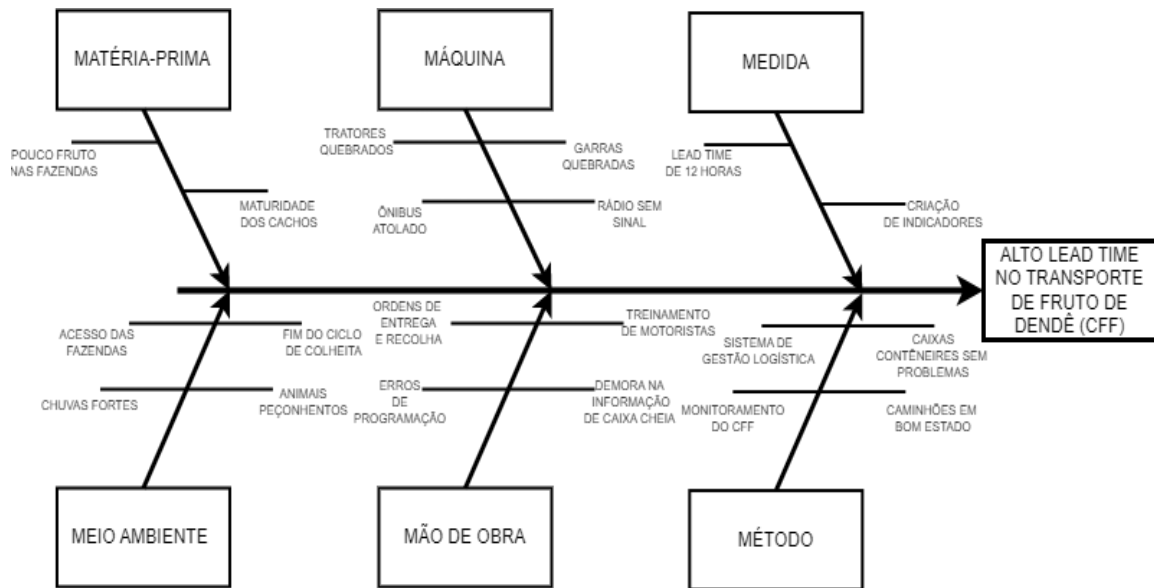 MATÉRIA-PRIMA
MÁQUINA
MEDIDA
POUCO FRUTO
NAS FAZENDAS
MATURIDADE
DOS CACHOS
TRATORES
QUEBRADOS
GARRAS
QUEBRADAS
ÔNIBUS
ATOLADO
RÁDIO SEM
SINAL
LEAD TIME
DE 12 HORAS
CRIAÇÃO
DE INDICADORES
ALTO LEAD TIME
NO TRANSPORTE
DE FRUTO DE
DENDÊ (CFF)
ACESSO DAS
FAZENDAS
FIM DO CICLO
DE COLHEITA
CHUVAS FORTES
ANIMAIS
PEÇONHENTOS
ORDENS DE
ENTREGA
E RECOLHA
TREINAMENTO
DE MOTORISTAS
ERROS
DE
PROGRAMAÇÃO
DEMORA NA
INFORMAÇÃO
DE CAIXA CHEIA
SISTEMA DE
GESTÃO LOGÍSTICA
CAIXAS
CONTÊNEIRES SEM
PROBLEMAS
MONITORAMENTO
DO CFF
CAMINHÕES EM
BOM ESTADO
MEIO AMBIENTE
MÃO DE OBRA
MÉTODO